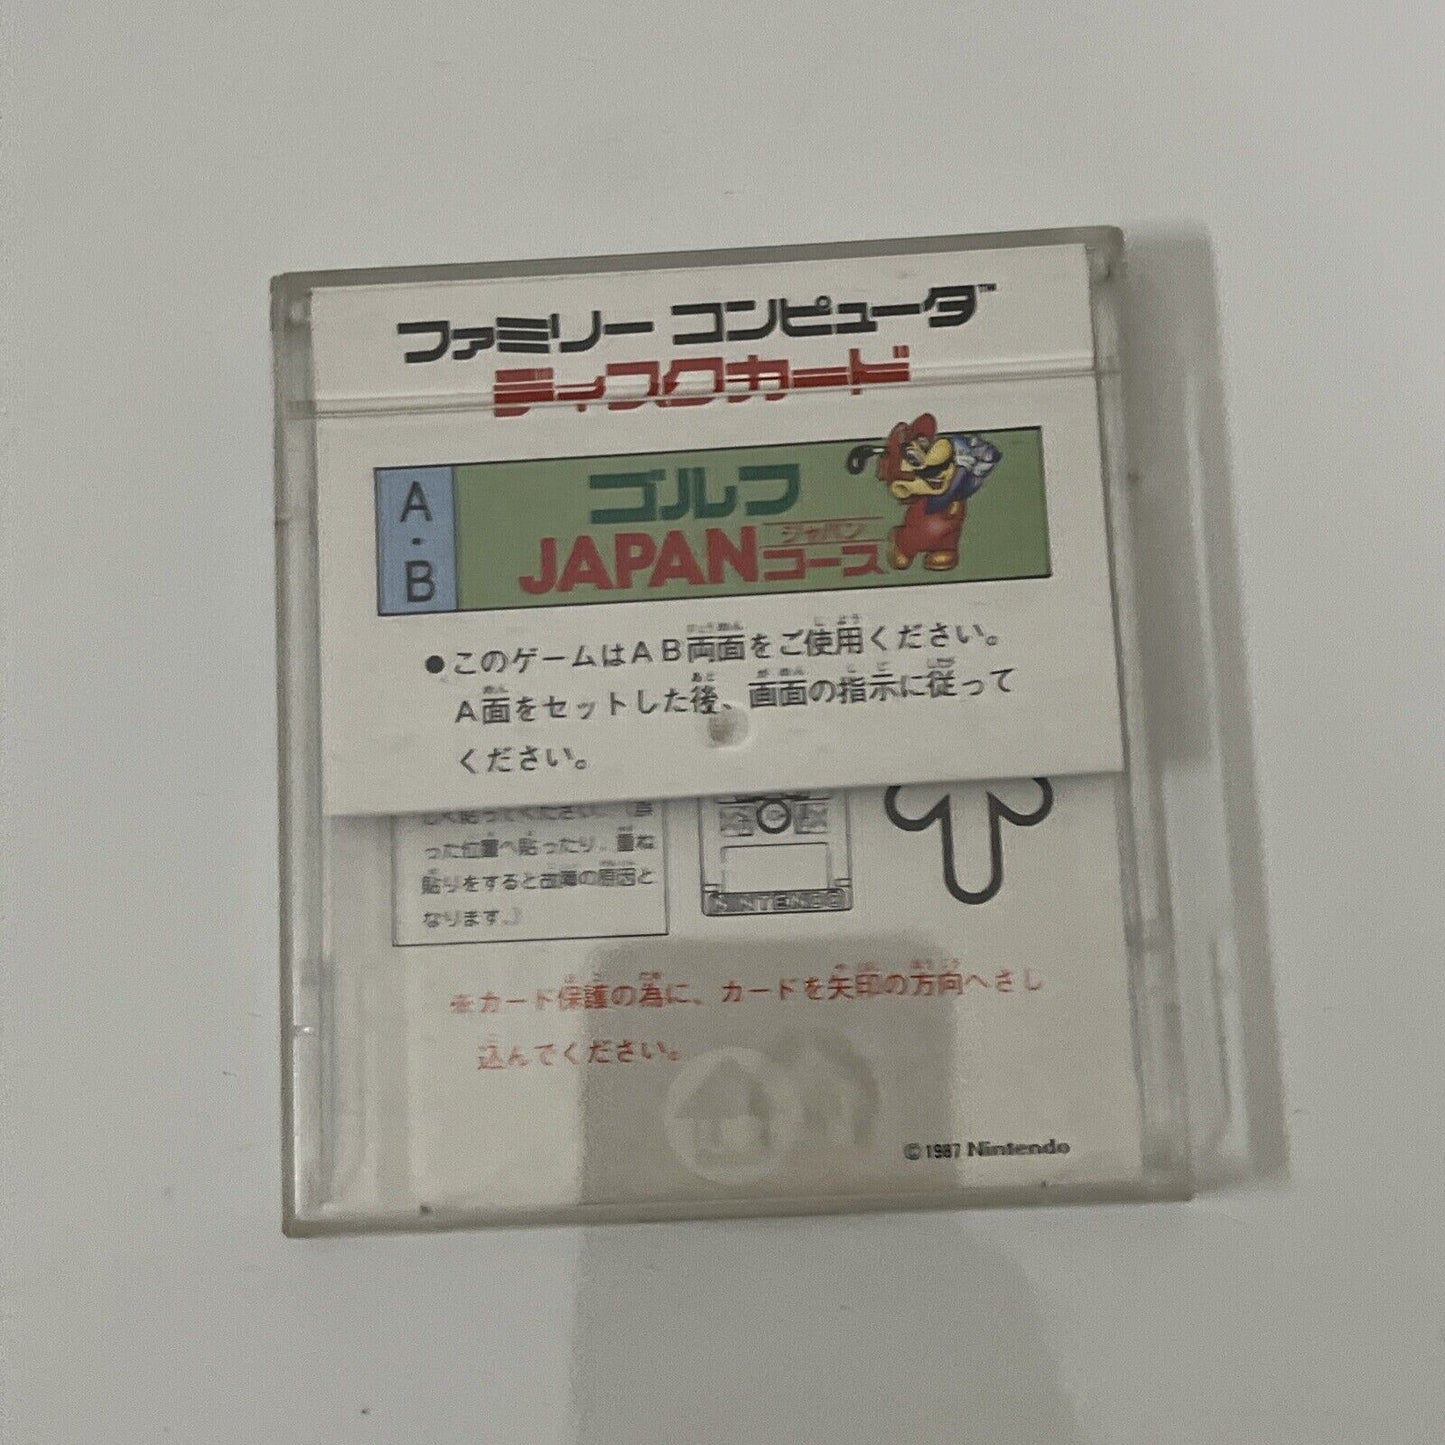 ファミリー コンピュータ™
ディスクカード
A・B
ゴルフ
JAPANコース
ジャパン
●このゲームはAB両面をご使用ください。
A面をセットした後、画面の指示に従って
ください。
った位置へ貼ったり、重ね
貼りをすると故障の原因と
なります。)
NINTENDO
※カード保護の為に、カードを矢印の方向へさし
込んでください。
©1987 Nintendo